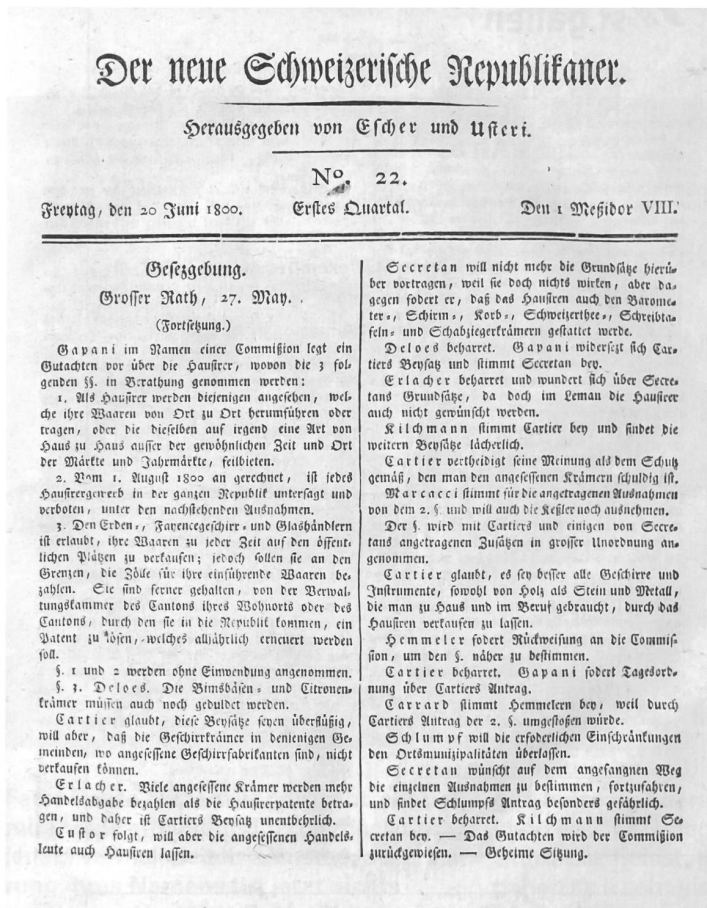 Der neue Schweizerische Republikaner.
Herausgegeben von Escher und Usteri.
No. 22.
Freytag, den 20 Juni 1800.
Erstes Quartal.
Den 1 Meßidor VIII.
Gesezgebung.
Grosser Rath, 27. May.
(Fortsetzung.)
Gapani im Namen einer Commißion legt ein
Gutachten vor über die Hausirer, wovon die 3 fol-
genden §§. in Berathung genommen werden:
1. Als Hausirer werden diejenigen angesehen, wel-
che ihre Waaren von Ort zu Ort herumführen oder
tragen, oder die dieselben auf irgend eine Art von
Haus zu Haus ausser der gewöhnlichen Zeit und Ort
der Märkte und Jahrmärkte, feilbieten.
2. Vom 1. August 1800 an gerechnet, ist jedes
Hausirergewerb in der ganzen Republik untersagt und
verboten, unter den nachstehenden Ausnahmen.
3. Den Erden-, Fayencegeschirr- und Glashändlern
ist erlaubt, ihre Waaren zu jeder Zeit auf den öffent-
lichen Plätzen zu verkaufen; jedoch sollen sie an den
Grenzen, die Zölle für ihre einführende Waaren be-
zahlen. Sie sind ferner gehalten, von der Verwal-
tungskammer des Cantons ihres Wohnorts oder des
Cantons, durch den sie in die Republik kommen, ein
Patent zu lösen, welches alljährlich erneuert werden
soll.
§. 1 und 2 werden ohne Einwendung angenommen.
§. 3. Deloes. Die Bimsbäsen- und Citronen-
krämer müssen auch noch geduldet werden.
Cartier glaubt, diese Beysätze seyen überflüßig,
will aber, daß die Geschirrkrämer in denienigen Ge-
meinden, wo angesessene Geschirrfabrikanten sind, nicht
verkaufen können.
Erlacher. Viele angesessene Krämer werden mehr
Handelsabgabe bezahlen als die Hausirerpatente betra-
gen, und daher ist Cartiers Beysatz unentbehrlich.
Custor folgt, will aber die angesessenen Handels-
leute auch Hausiren lassen.
Secretan will nicht mehr die Grundsätze hierü-
ber vortragen, weil sie doch nichts wirken, aber da-
gegen fodert er, daß das Hausiren auch den Barome-
ter-, Schirm-, Korb-, Schweizerthee-, Schreibta-
feln- und Schabziegerkrämern gestattet werde.
Deloes beharret. Gapani widersezt sich Car-
tiers Beysatz und stimmt Secretan bey.
Erlacher beharret und wundert sich über Secre-
tans Grundsätze, da doch im Leman die Hausirer
auch nicht gewünscht werden.
Kilchmann stimmt Cartier bey und findet die
weitern Beysätze lächerlich.
Cartier vertheidigt seine Meinung als dem Schutz
gemäß, den man den angesessenen Krämern schuldig ist.
Marcacci stimmt für die angetragenen Ausnahmen
von dem 2. §. und will auch die Keßler noch ausnehmen.
Der §. wird mit Cartiers und einigen von Secre-
tans angetragenen Zusätzen in grosser Unordnung an-
genommen.
Cartier glaubt, es sey besser alle Geschirre und
Instrumente, sowohl von Holz als Stein und Metall,
die man zu Haus und im Beruf gebraucht, durch das
Hausiren verkaufen zu lassen.
Hemmeler fodert Rückweisung an die Commis-
sion, um den §. näher zu bestimmen.
Cartier beharret. Gapani fodert Tagesord-
nung über Cartiers Antrag.
Carrard stimmt Hemmelern bey, weil durch
Cartiers Antrag der 2. §. umgestoßen würde.
Schlumpf will die erfoderlichen Einschränkungen
den Ortsmunizipalitäten überlassen.
Secretan wünscht auf dem angefangnen Weg
die einzelnen Ausnahmen zu bestimmen, fortzufahren,
und findet Schlumpfs Antrag besonders gefährlich.
Cartier beharret. Kilchmann stimmt Se-
cretan bey. — Das Gutachten wird der Commißion
zurückgewiesen. — Geheime Sitzung.